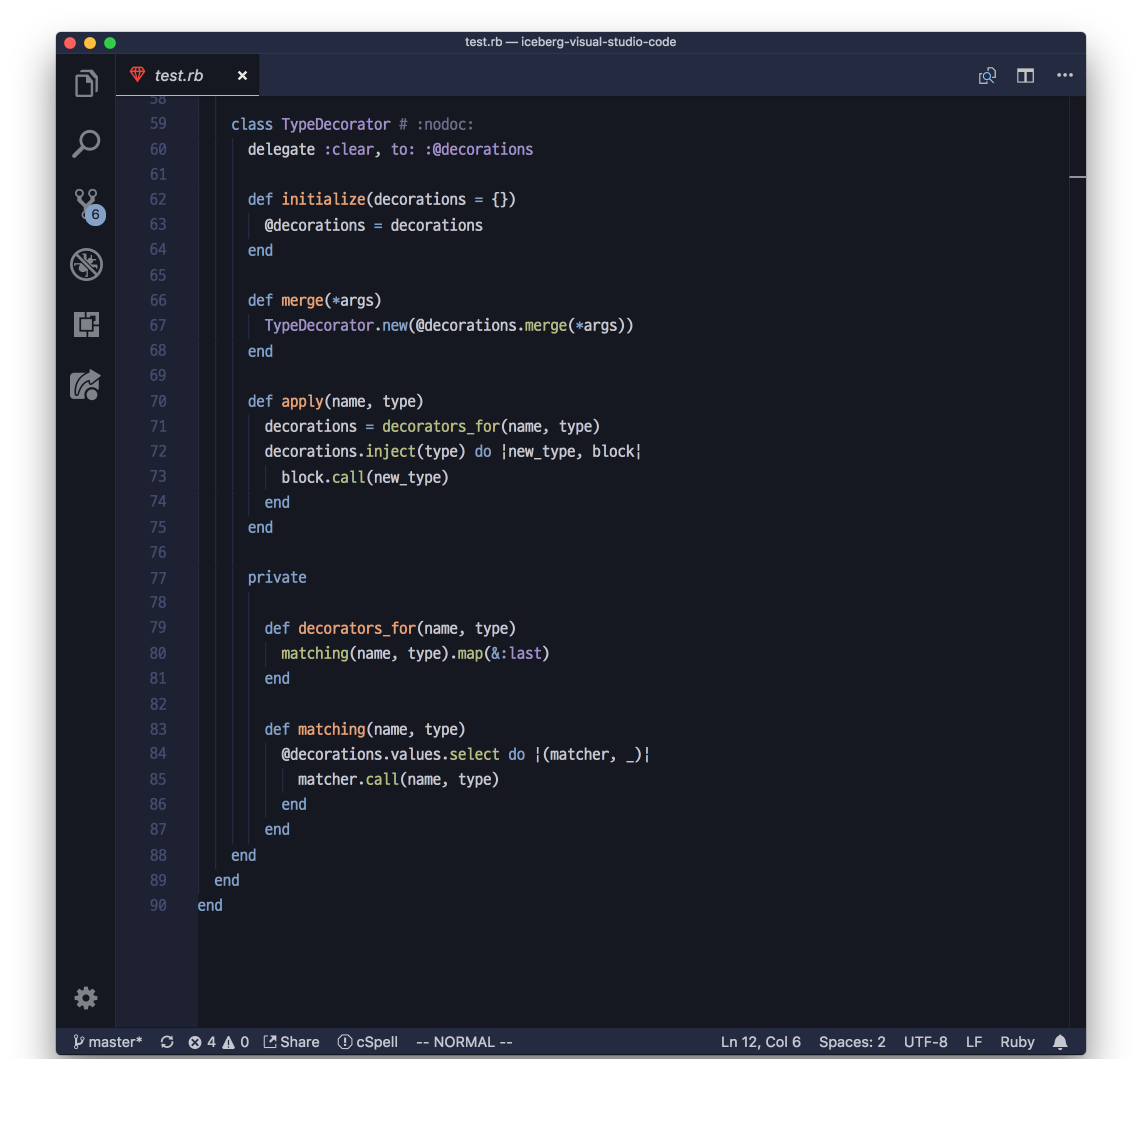 test.rb — iceberg-visual-studio-code
test.rb ×
58
59 class TypeDecorator # :nodoc:
60 delegate :clear, to: :@decorations
61
62 def initialize(decorations = {})
63 @decorations = decorations
64 end
65
66 def merge(*args)
67 TypeDecorator.new(@decorations.merge(*args))
68 end
69
70 def apply(name, type)
71 decorations = decorators_for(name, type)
72 decorations.inject(type) do |new_type, block|
73 block.call(new_type)
74 end
75 end
76
77 private
78
79 def decorators_for(name, type)
80 matching(name, type).map(&:last)
81 end
82
83 def matching(name, type)
84 @decorations.values.select do |(matcher, _)|
85 matcher.call(name, type)
86 end
87 end
88 end
89 end
90 end
6
master* 4 0 Share cSpell -- NORMAL -- Ln 12, Col 6 Spaces: 2 UTF-8 LF Ruby